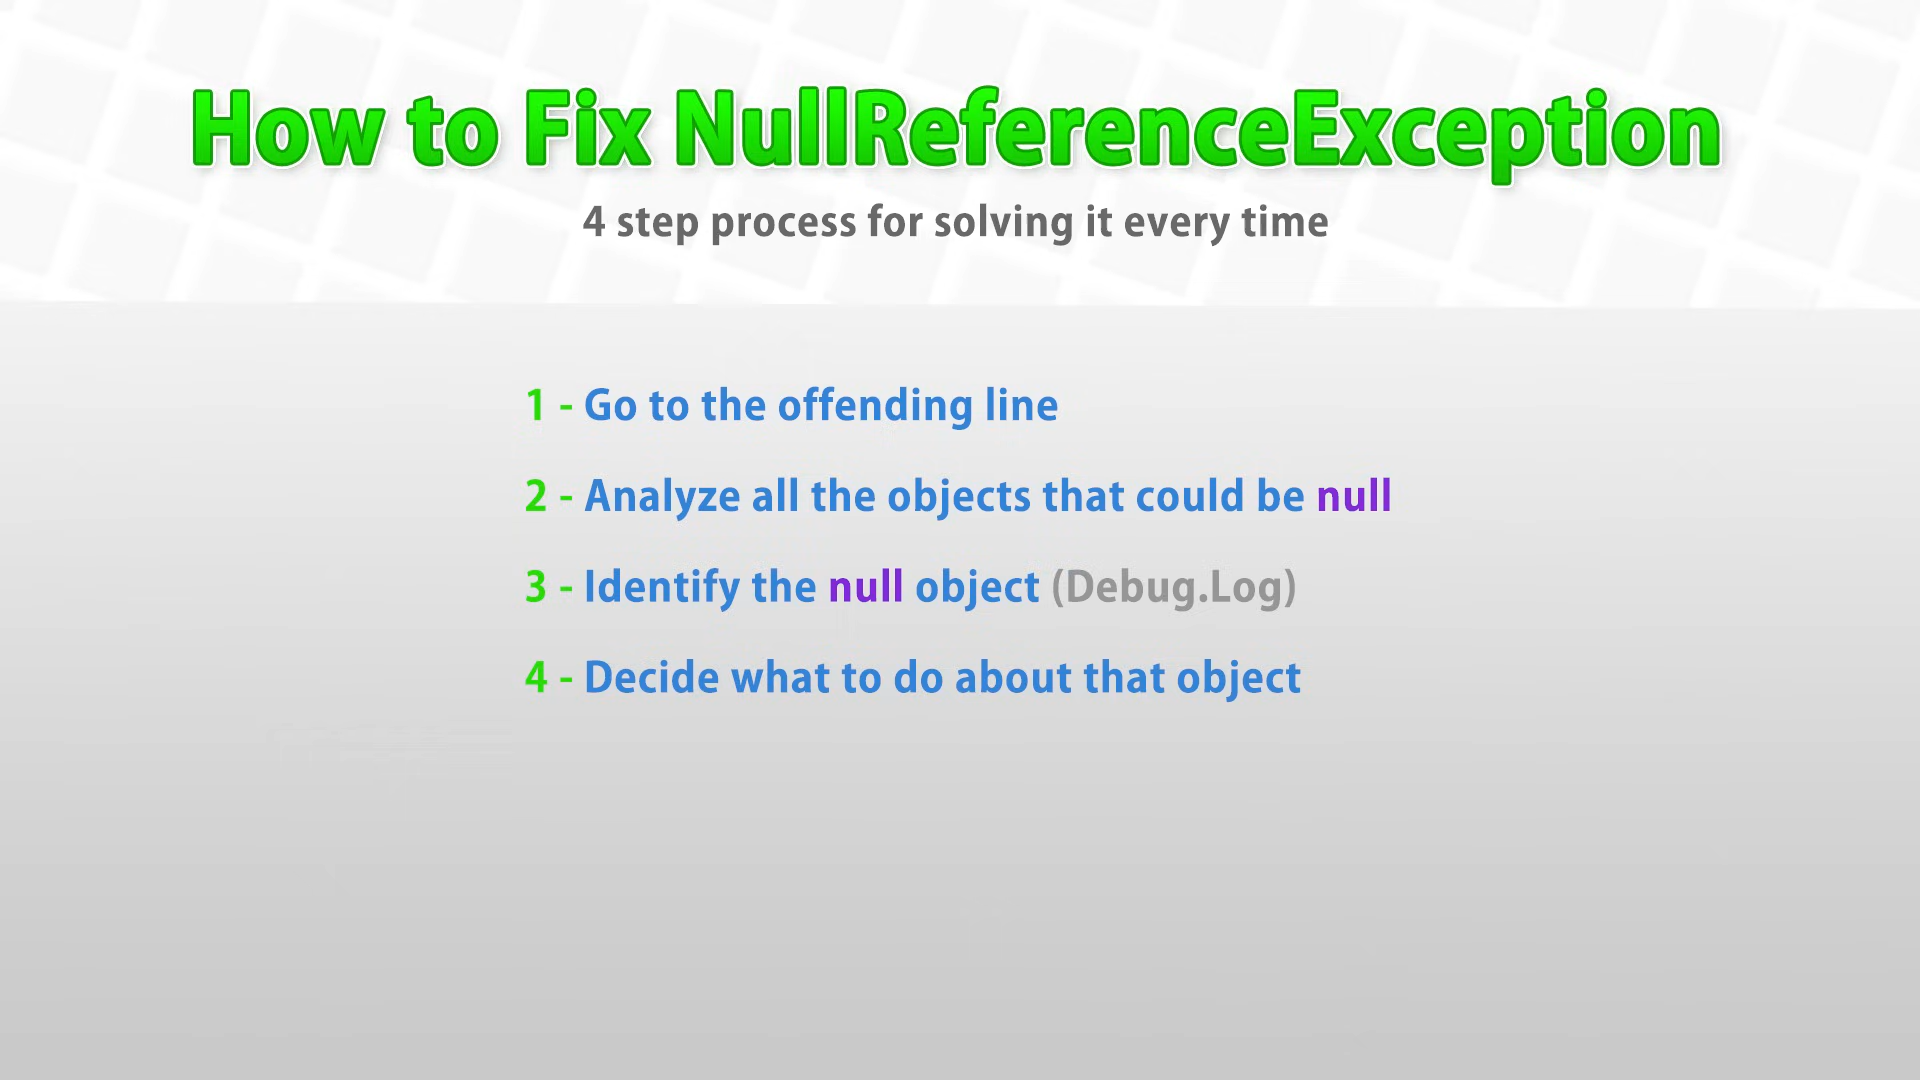 How to Fix NullReferenceException
4 step process for solving it every time
1 - Go to the offending line
2 - Analyze all the objects that could be null
3 - Identify the null object (Debug.Log)
4 - Decide what to do about that object